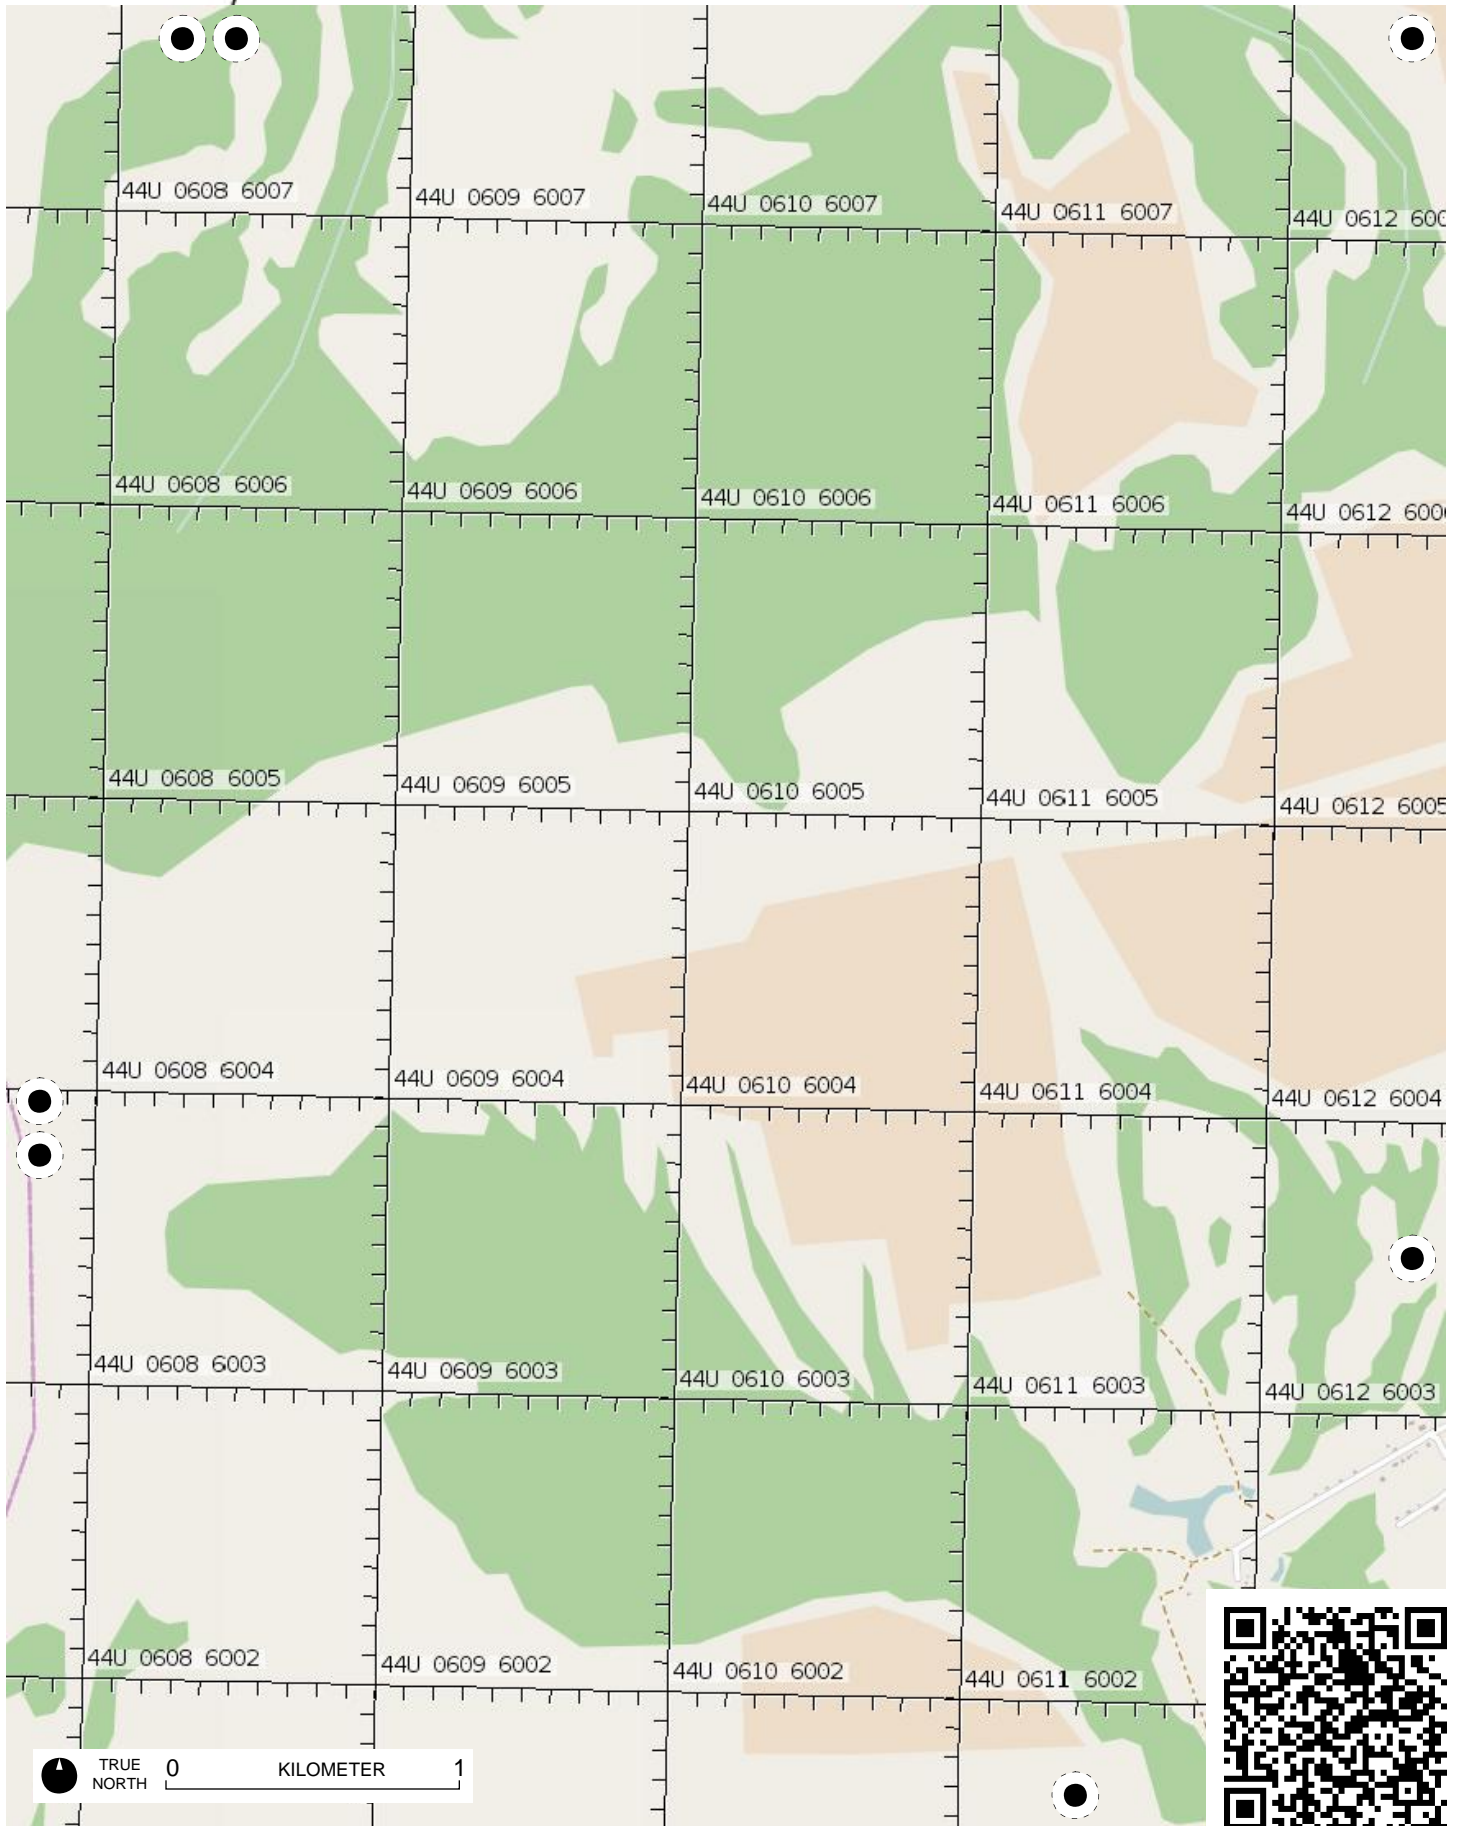 44U 0608 6007
44U 0609 6007
44U 0610 6007
44U 0611 6007
44U 0612 600
44U 0608 6006
44U 0609 6006
44U 0610 6006
44U 0611 6006
44U 0612 6006
44U 0608 6005
44U 0609 6005
44U 0610 6005
44U 0611 6005
44U 0612 6005
44U 0608 6004
44U 0609 6004
44U 0610 6004
44U 0611 6004
44U 0612 6004
44U 0608 6003
44U 0609 6003
44U 0610 6003
44U 0611 6003
44U 0612 6003
44U 0608 6002
44U 0609 6002
44U 0610 6002
44U 0611 6002
TRUE NORTH
0 KILOMETER 1